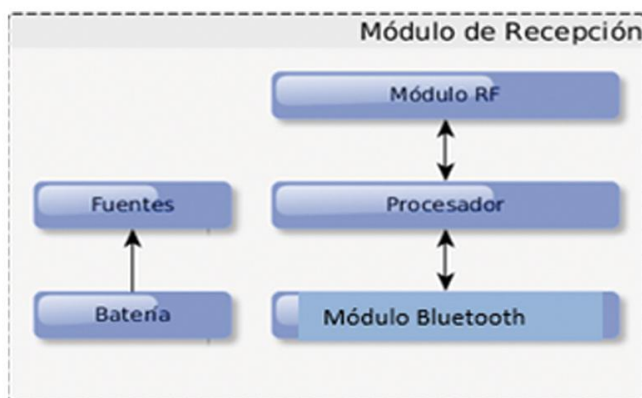 Módulo de Recepción
Módulo RF
Fuentes
Procesador
Batería
Módulo Bluetooth